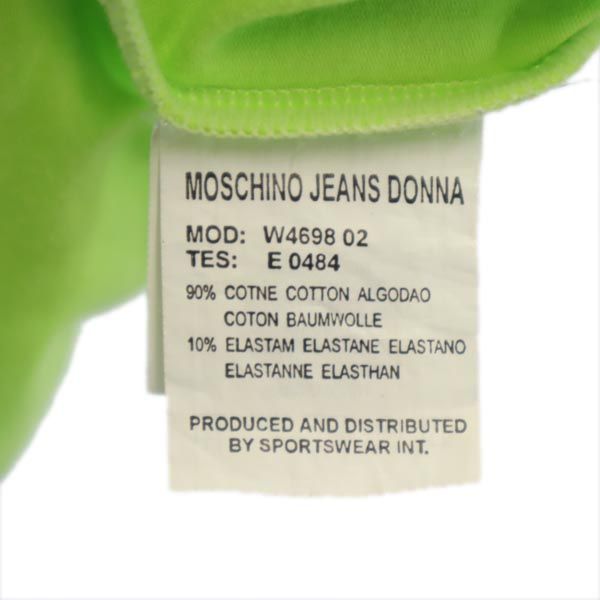 MOSCHINO JEANS DONNA
MOD: W4698 02
TES: E 0484
90% COTNE COTTON ALGODAO
COTON BAUMWOLLE
10% ELASTAM ELASTANE ELASTANO
ELASTANNE ELASTHAN
PRODUCED AND DISTRIBUTED
BY SPORTSWEAR INT.